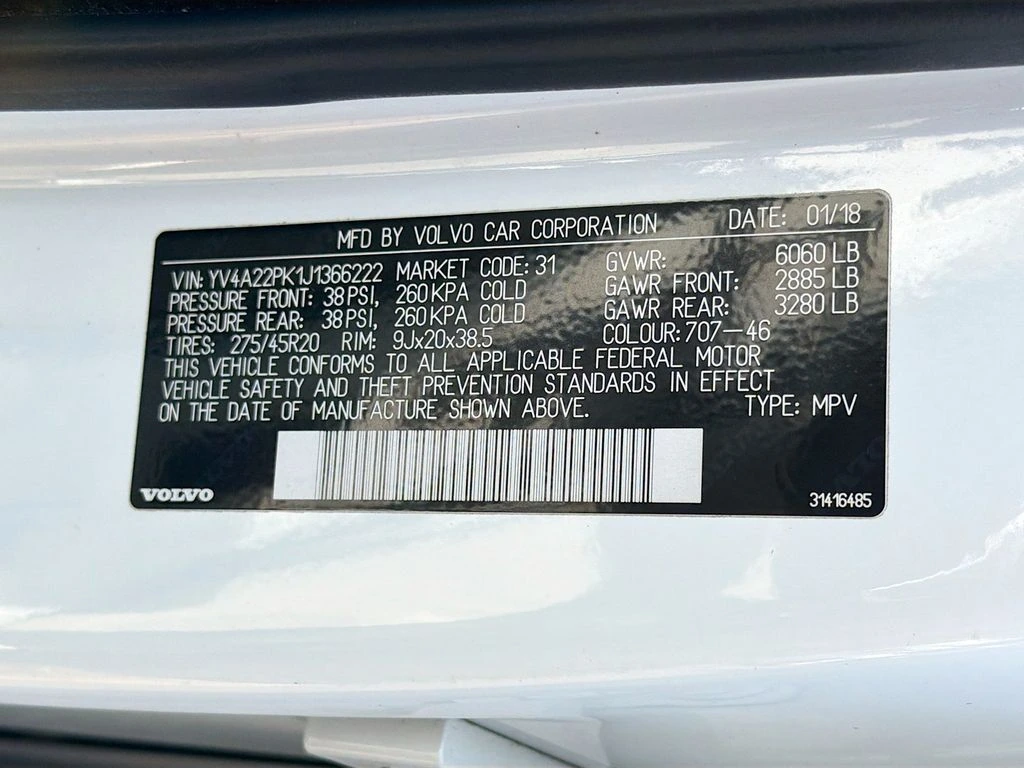 MFD BY VOLVO CAR CORPORATION DATE: 01/18
VIN: YV4A22PK1J1366222 MARKET CODE: 31 GVWR: 6060 LB
PRESSURE FRONT: 38 PSI, 260 KPA COLD GAWR FRONT: 2885 LB
PRESSURE REAR: 38 PSI, 260 KPA COLD GAWR REAR: 3280 LB
TIRES: 275/45R20 RIM: 9Jx20x38.5 COLOUR: 707-46
THIS VEHICLE CONFORMS TO ALL APPLICABLE FEDERAL MOTOR
VEHICLE SAFETY AND THEFT PREVENTION STANDARDS IN EFFECT
ON THE DATE OF MANUFACTURE SHOWN ABOVE. TYPE: MPV
VOLVO 31416485